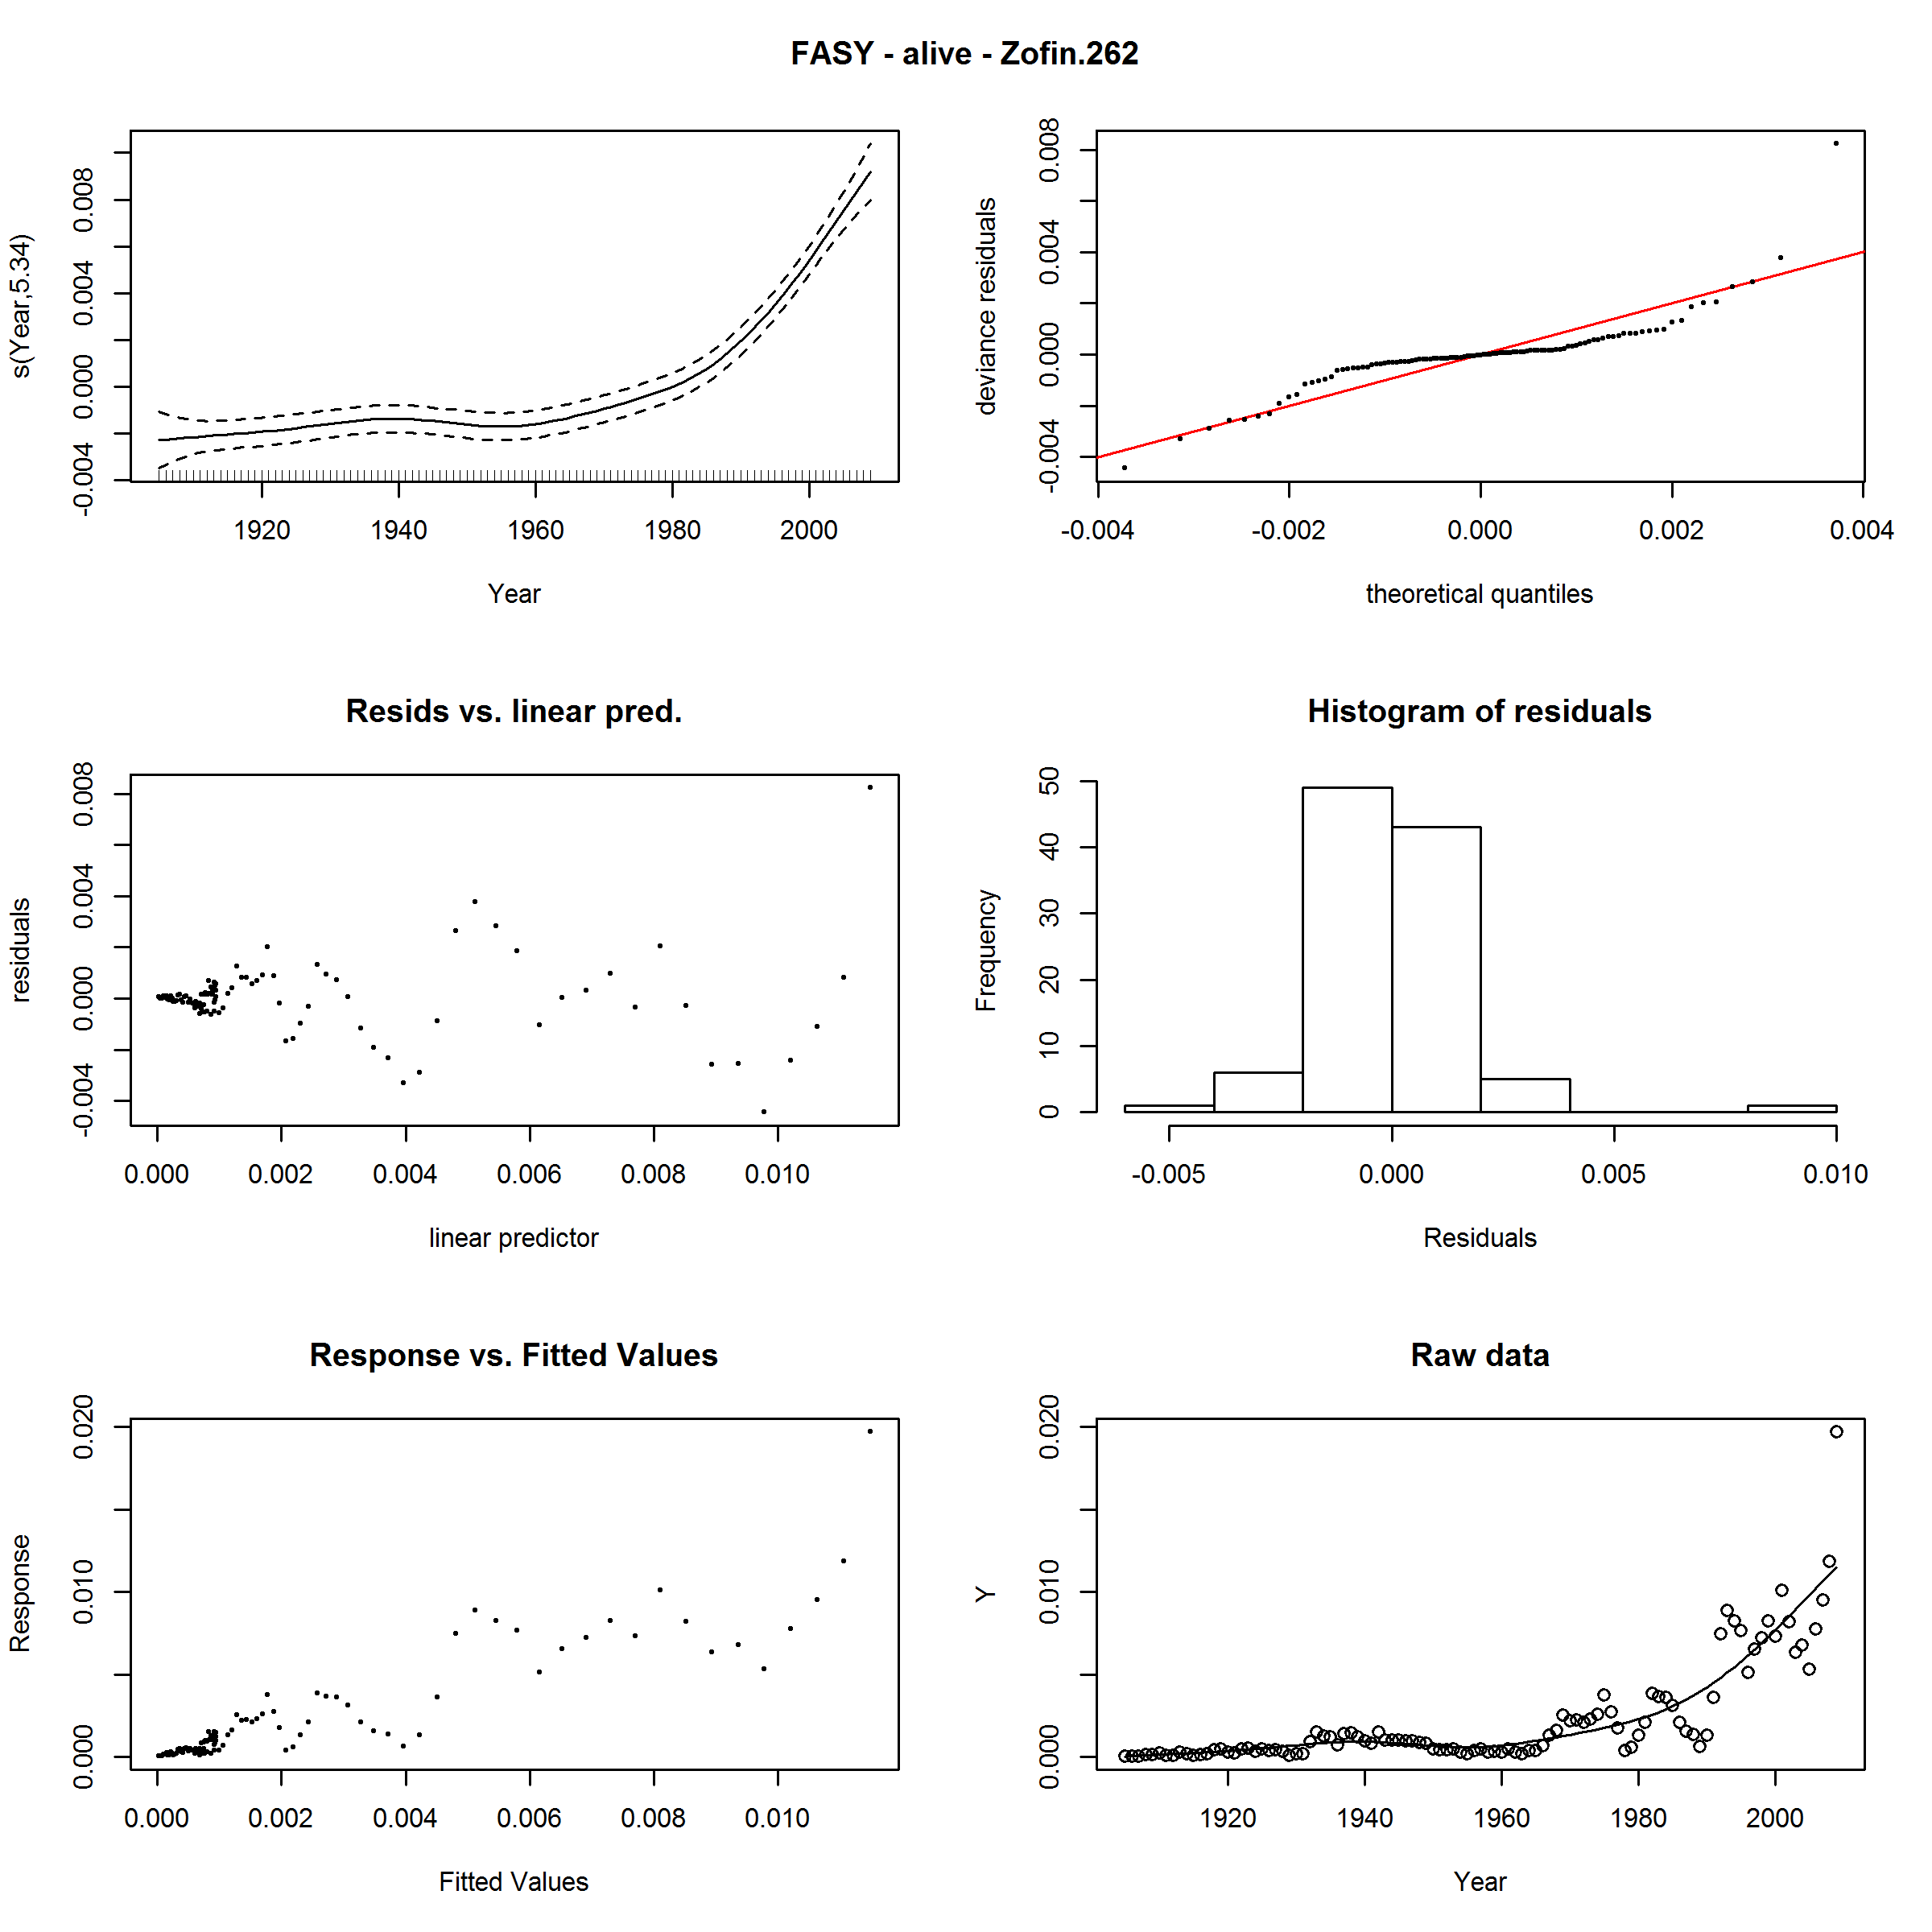 FASY - alive - Zofin.262
s(Year,5.34)
-0.004 0.000 0.004 0.008
1920 1940 1960 1980 2000
Year
deviance residuals
-0.004 0.000 0.004 0.008
-0.004 -0.002 0.000 0.002 0.004
theoretical quantiles
Resids vs. linear pred.
residuals
-0.004 0.000 0.004 0.008
0.000 0.002 0.004 0.006 0.008 0.010
linear predictor
Histogram of residuals
Frequency
0 10 20 30 40 50
-0.005 0.000 0.005 0.010
Residuals
Response vs. Fitted Values
Response
0.000 0.010 0.020
0.000 0.002 0.004 0.006 0.008 0.010
Fitted Values
Raw data
Y
0.000 0.010 0.020
1920 1940 1960 1980 2000
Year